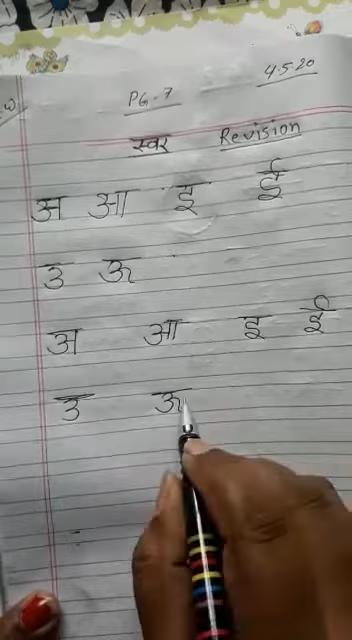 W
PG-7 4.5.20
स्वर Revision
अ आ इ ई
उ ऊ
अ आ इ ई
उ ऊ